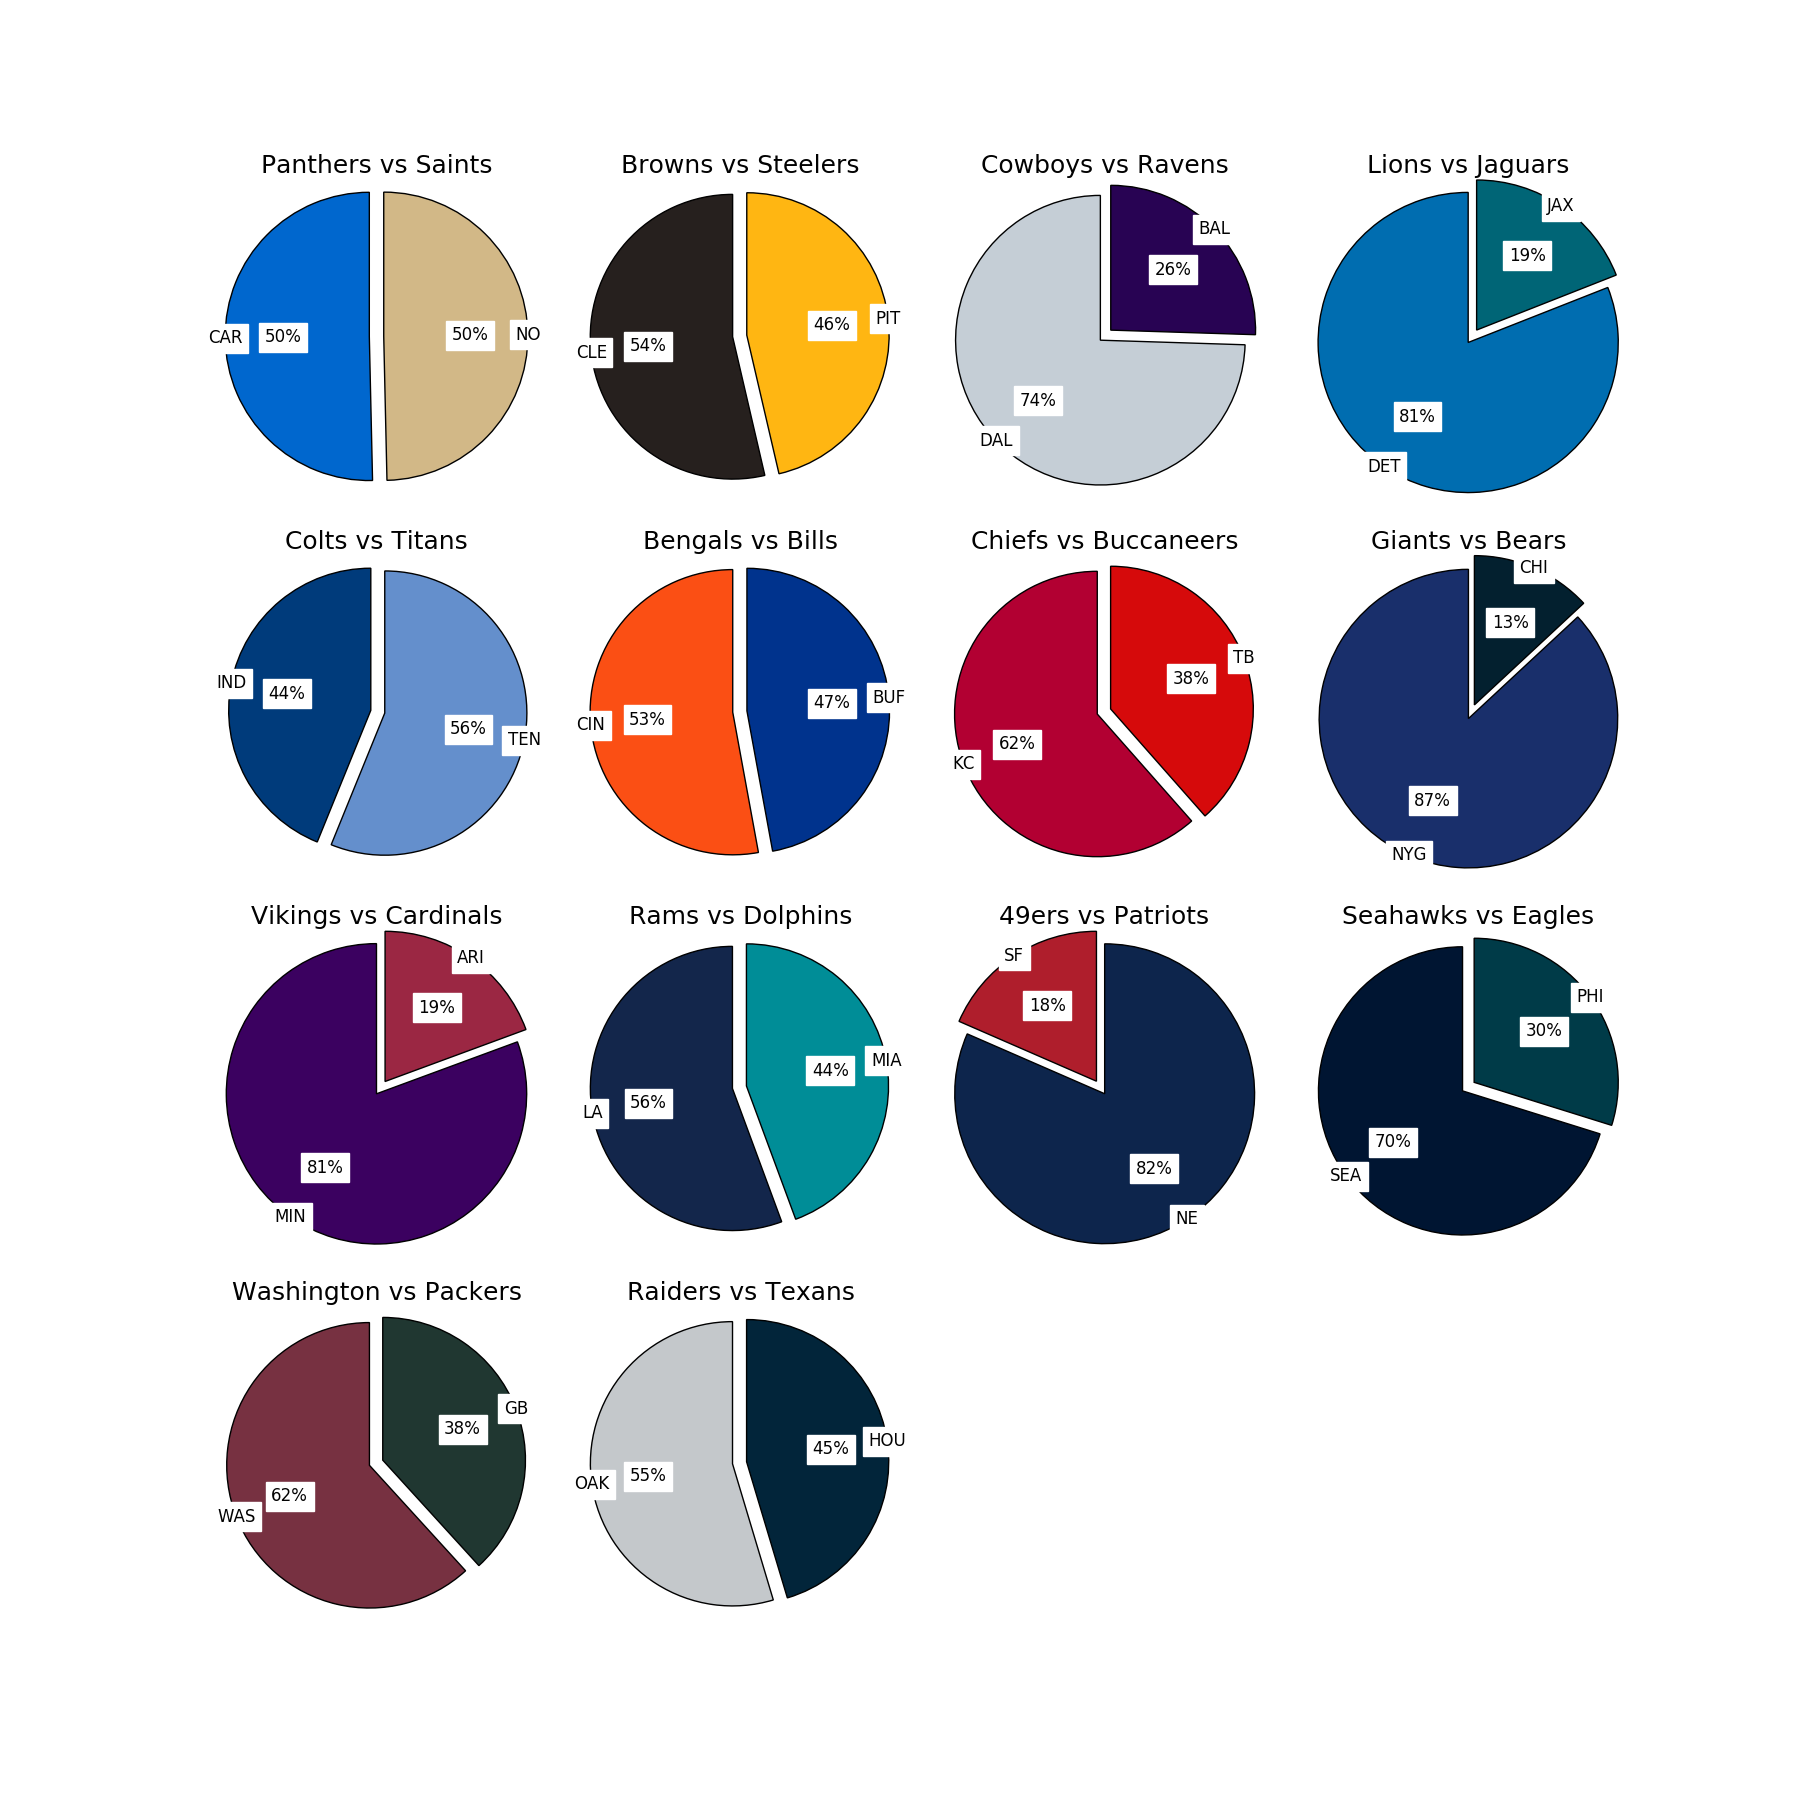 Panthers vs Saints
CAR
50%
50%
NO
Browns vs Steelers
CLE
54%
46%
PIT
Cowboys vs Ravens
BAL
26%
74%
DAL
Lions vs Jaguars
JAX
19%
81%
DET
Colts vs Titans
IND
44%
56%
TEN
Bengals vs Bills
CIN
53%
47%
BUF
Chiefs vs Buccaneers
TB
38%
62%
KC
Giants vs Bears
CHI
13%
87%
NYG
Vikings vs Cardinals
ARI
19%
81%
MIN
Rams vs Dolphins
MIA
44%
56%
LA
49ers vs Patriots
SF
18%
82%
NE
Seahawks vs Eagles
PHI
30%
70%
SEA
Washington vs Packers
GB
38%
62%
WAS
Raiders vs Texans
HOU
45%
55%
OAK